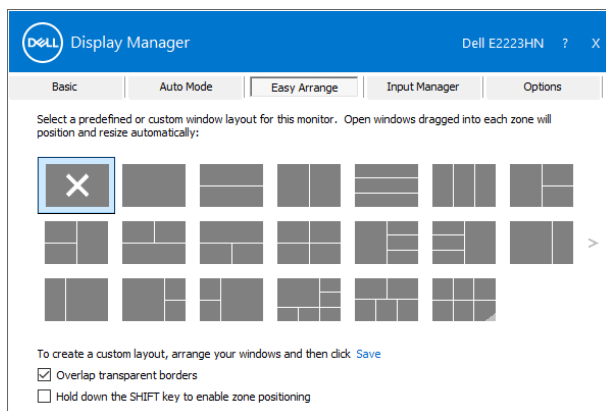 DELL Display Manager Dell E2223HN ? X
Basic Auto Mode Easy Arrange Input Manager Options
Select a predefined or custom window layout for this monitor. Open windows dragged into each zone will
position and resize automatically:
>
To create a custom layout, arrange your windows and then click Save
Overlap transparent borders
Hold down the SHIFT key to enable zone positioning